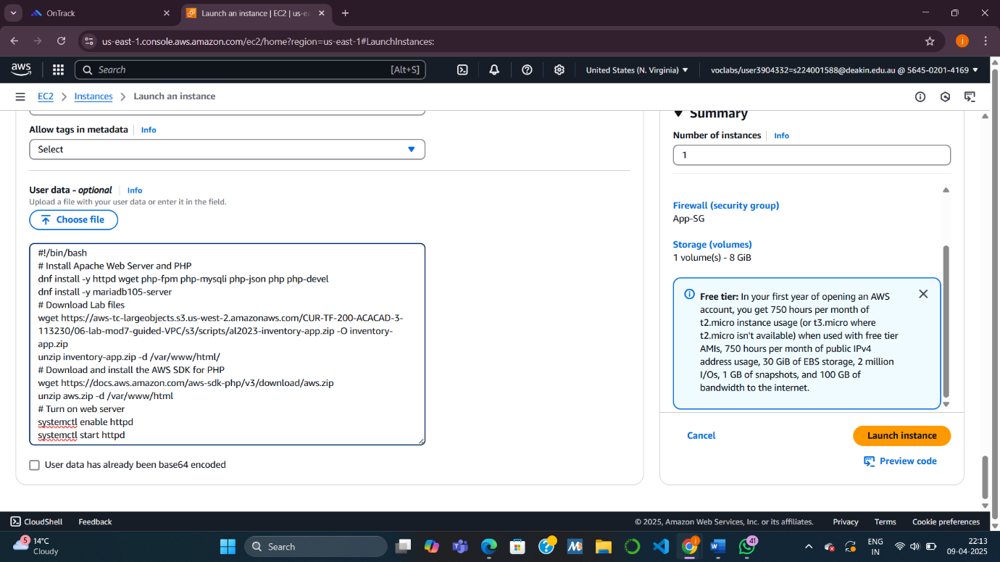 OnTrack
Launch an instance | EC2 | us-ea
us-east-1.console.aws.amazon.com/ec2/home?region=us-east-1#LaunchInstances:
j
aws
Search
[Alt+S]
United States (N. Virginia)
voclabs/user3904332=s224001588@deakin.edu.au @ 5645-0201-4169
EC2
Instances
Launch an instance
Allow tags in metadata
Info
Select
User data - optional
Info
Upload a file with your user data or enter it in the field.
Choose file
#!/bin/bash
# Install Apache Web Server and PHP
dnf install -y httpd wget php-fpm php-mysqli php-json php php-devel
dnf install -y mariadb105-server
# Download Lab files
wget https://aws-tc-largeobjects.s3.us-west-2.amazonaws.com/CUR-TF-200-ACACAD-3-
113230/06-lab-mod7-guided-VPC/s3/scripts/al2023-inventory-app.zip -O inventory-
app.zip
unzip inventory-app.zip -d /var/www/html/
# Download and install the AWS SDK for PHP
wget https://docs.aws.amazon.com/aws-sdk-php/v3/download/aws.zip
unzip aws.zip -d /var/www/html
# Turn on web server
systemctl enable httpd
systemctl start httpd
User data has already been base64 encoded
Summary
Number of instances
Info
1
Firewall (security group)
App-SG
Storage (volumes)
1 volume(s) - 8 GiB
Free tier: In your first year of opening an AWS
account, you get 750 hours per month of
t2.micro instance usage (or t3.micro where
t2.micro isn't available) when used with free tier
AMIs, 750 hours per month of public IPv4
address usage, 30 GiB of EBS storage, 2 million
I/Os, 1 GB of snapshots, and 100 GB of
bandwidth to the internet.
Cancel
Launch instance
Preview code
CloudShell
Feedback
© 2025, Amazon Web Services, Inc. or its affiliates.
Privacy
Terms
Cookie preferences
5
14°C
Cloudy
Search
41
ENG
IN
22:13
09-04-2025